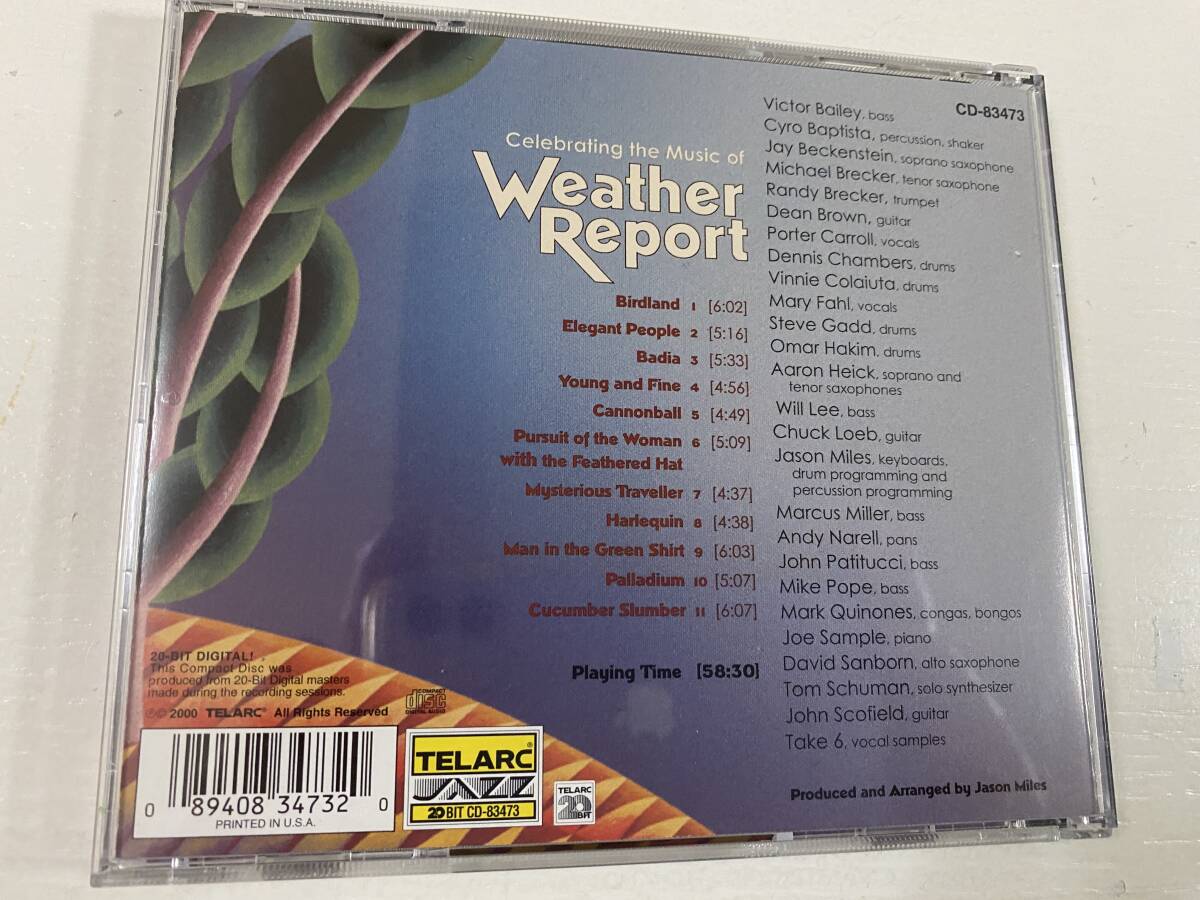 Celebrating the Music of
Weather
Report
Birdland 1 [6:02]
Elegant People 2 [5:16]
Badia 3 [5:33]
Young and Fine 4 [4:56]
Cannonball 5 [4:49]
Pursuit of the Woman 6 [5:09]
with the Feathered Hat
Mysterious Traveller 7 [4:37]
Harlequin 8 [4:38]
Man in the Green Shirt 9 [6:03]
Palladium 10 [5:07]
Cucumber Slumber 11 [6:07]
Playing Time [58:30]
CD-83473
Victor Bailey, bass
Cyro Baptista, percussion, shaker
Jay Beckenstein, soprano saxophone
Michael Brecker, tenor saxophone
Randy Brecker, trumpet
Dean Brown, guitar
Porter Carroll, vocals
Dennis Chambers, drums
Vinnie Colaiuta, drums
Mary Fahl, vocals
Steve Gadd, drums
Omar Hakim, drums
Aaron Heick, soprano and
tenor saxophones
Will Lee, bass
Chuck Loeb, guitar
Jason Miles, keyboards,
drum programming and
percussion programming
Marcus Miller, bass
Andy Narell, pans
John Patitucci, bass
Mike Pope, bass
Mark Quinones, congas, bongos
Joe Sample, piano
David Sanborn, alto saxophone
Tom Schuman, solo synthesizer
John Scofield, guitar
Take 6, vocal samples
Produced and Arranged by Jason Miles
20-BIT DIGITAL!
This Compact Disc was
produced from 20-Bit Digital masters
made during the recording sessions.
℗© 2000 TELARC® All Rights Reserved
COMPACT
disc
DIGITAL AUDIO
0 89408 34732 0
PRINTED IN U.S.A.
TELARC®
JAZZ
20 BIT CD-83473
TELARC
20
BIT